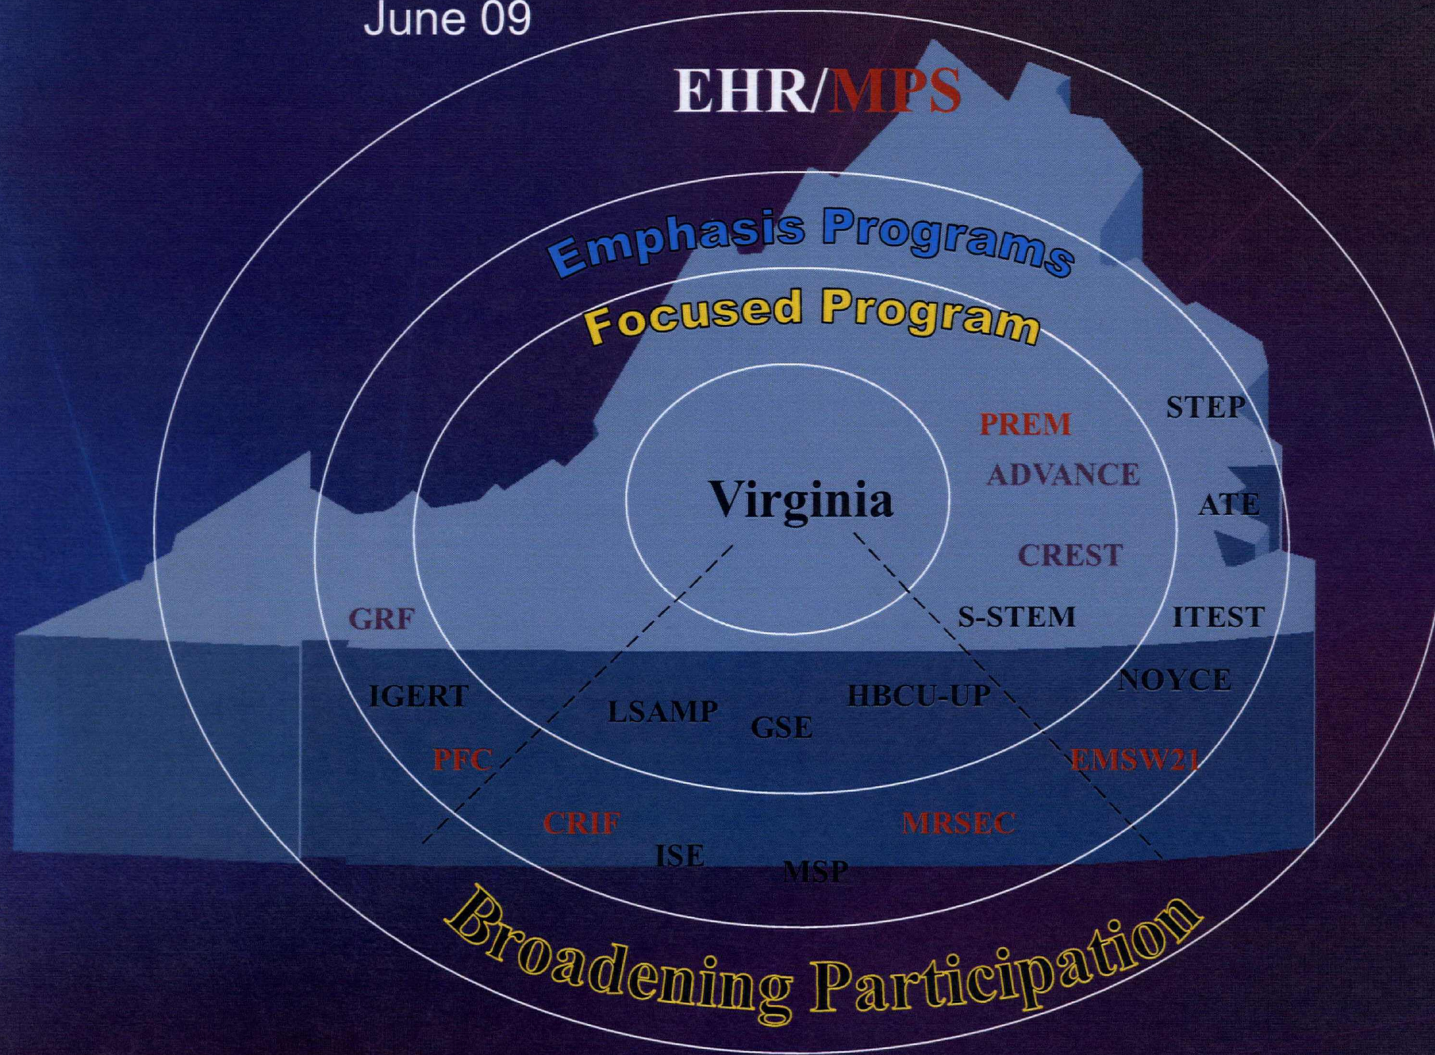 June 09
EHR/MPS
Emphasis Programs
Focused Program
STEP
PREM
ADVANCE
Virginia
ATE
CREST
GRF
S-STEM
ITEST
IGERT
LSAMP
GSE
HBCU-UP
NOYCE
PFC
EMSW21
CRIF
MRSEC
ISE
MSP
Broadening Participation